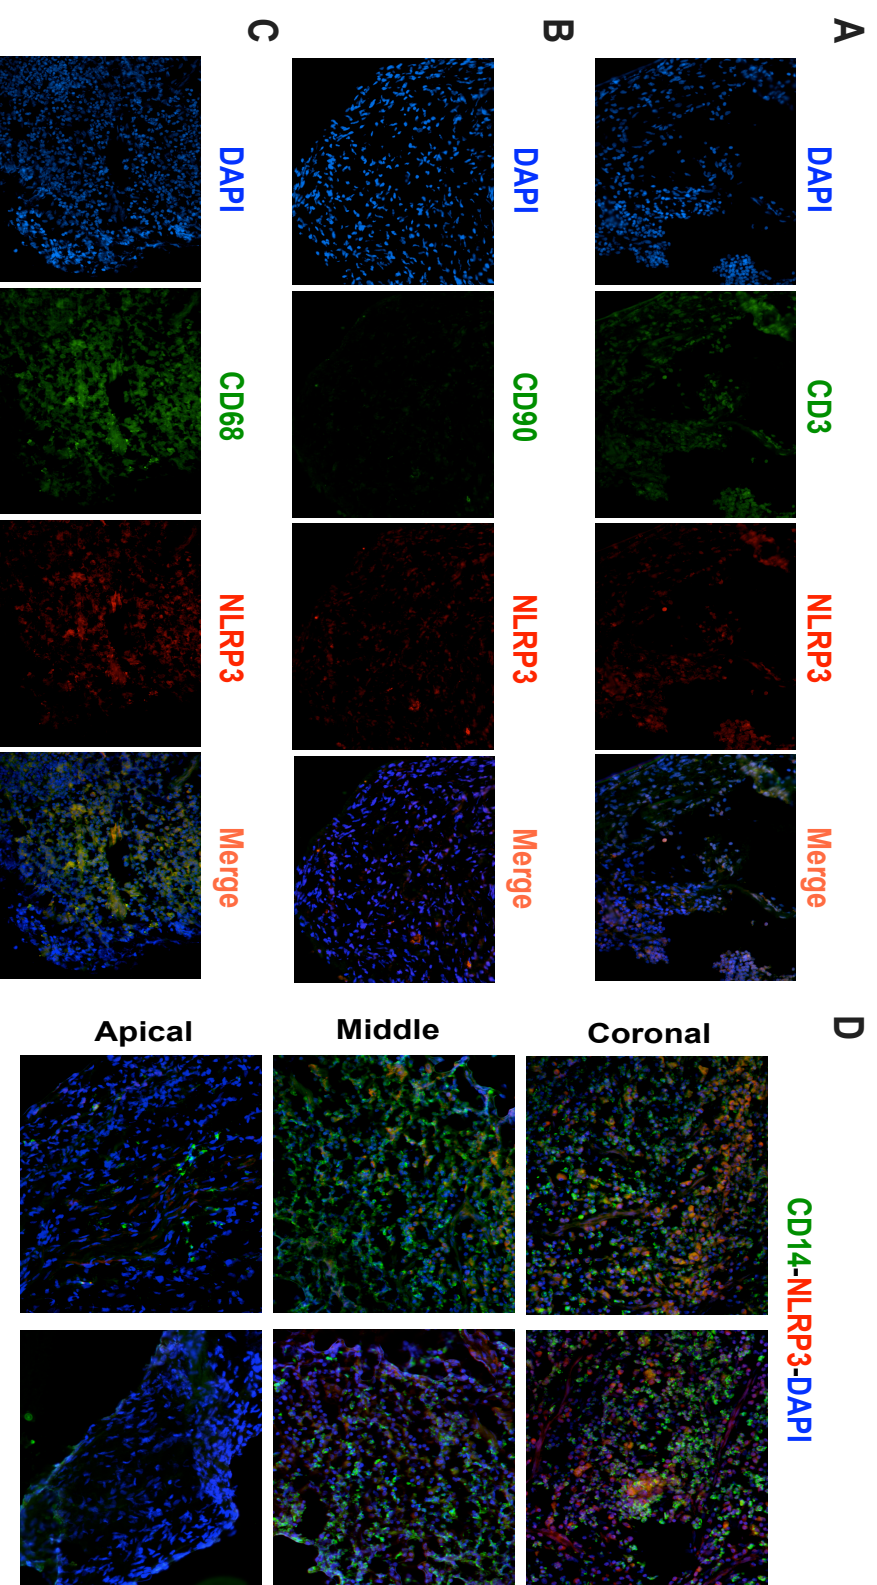 A
DAPI
CD3
NLRP3
Merge
B
DAPI
CD90
NLRP3
Merge
C
DAPI
CD68
NLRP3
Merge
D
CD14-NLRP3-DAPI
Coronal
Middle
Apical